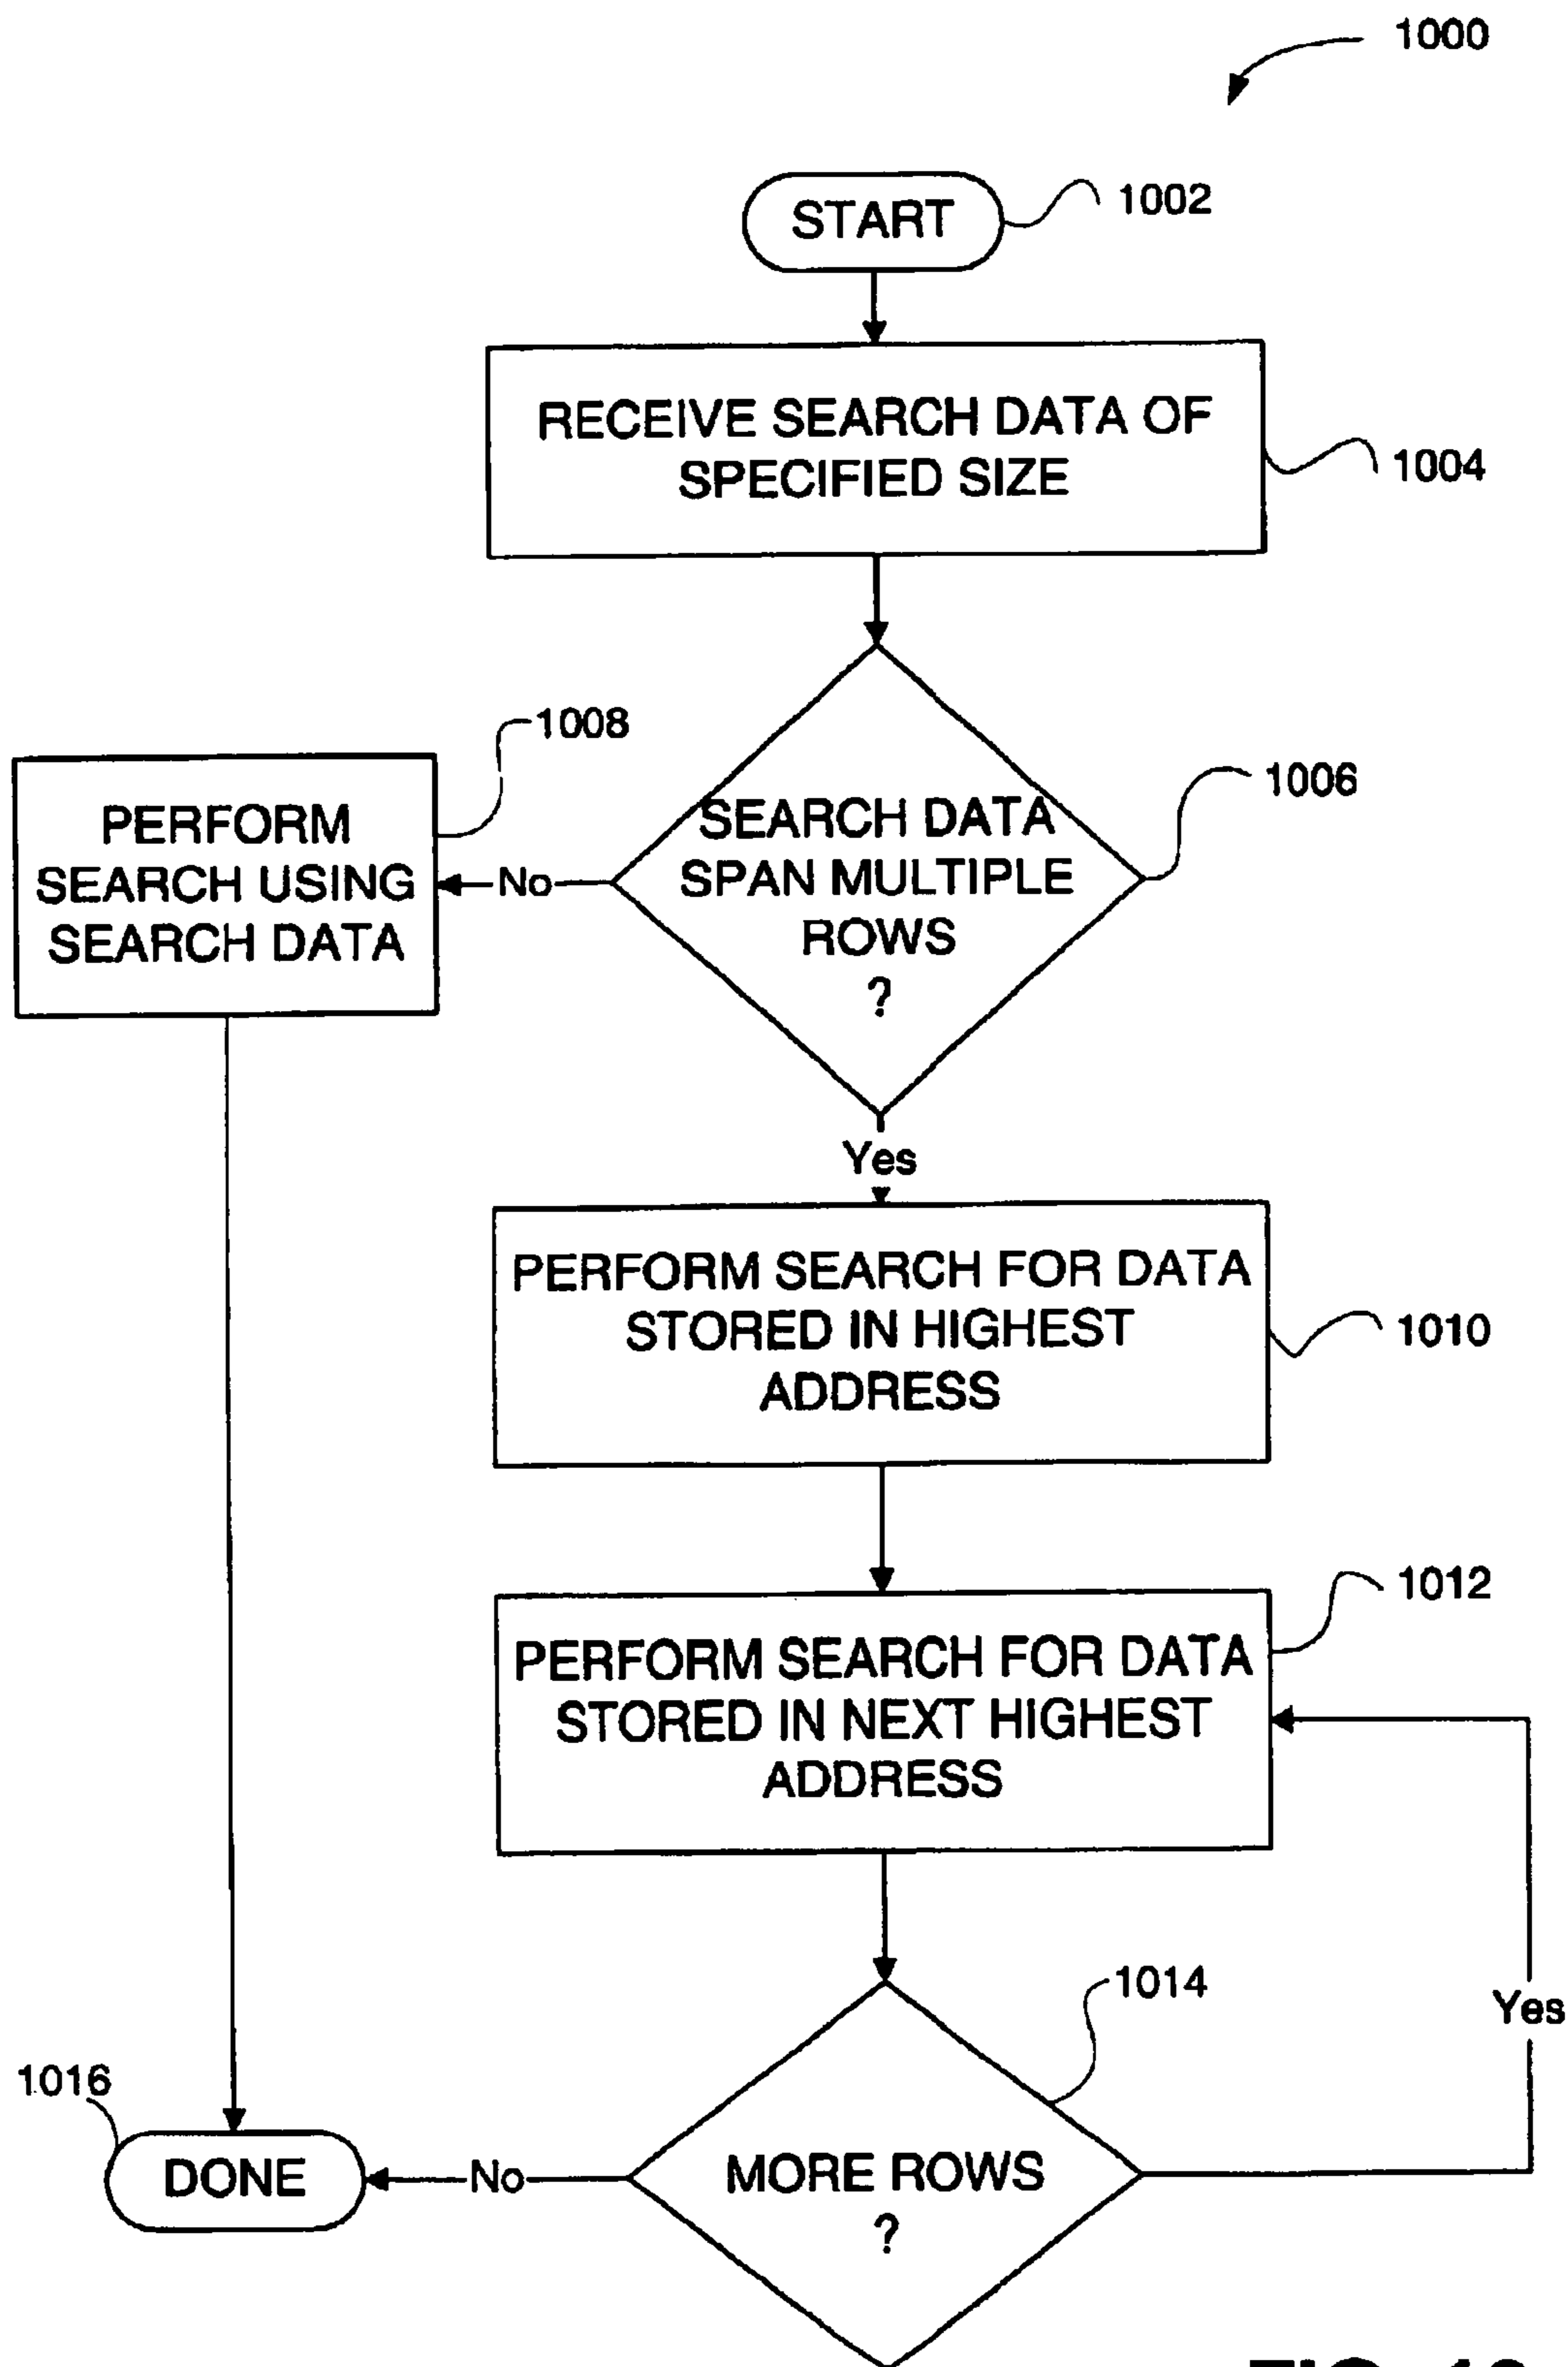 1000
START
1002
RECEIVE SEARCH DATA OF
SPECIFIED SIZE
1004
1008
1006
PERFORM
SEARCH USING
SEARCH DATA
No
SEARCH DATA
SPAN MULTIPLE
ROWS
?
Yes
PERFORM SEARCH FOR DATA
STORED IN HIGHEST
ADDRESS
1010
1012
PERFORM SEARCH FOR DATA
STORED IN NEXT HIGHEST
ADDRESS
1014
Yes
1016
DONE
No
MORE ROWS
?